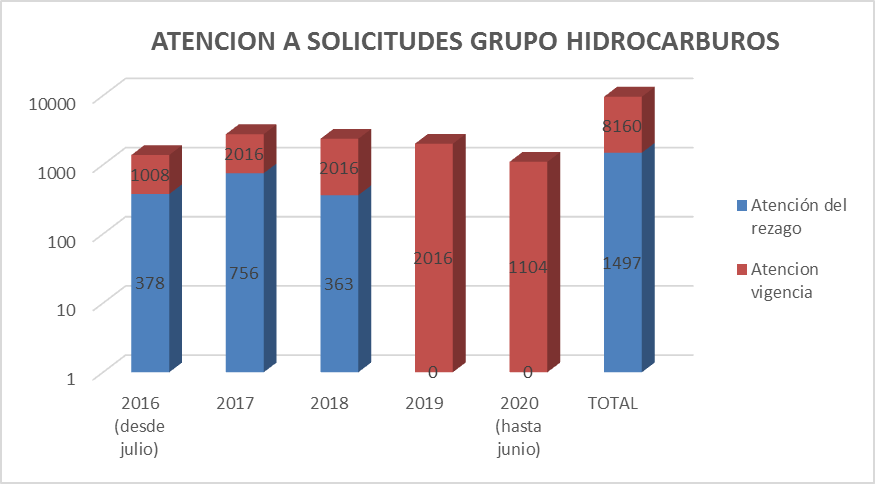 ATENCION A SOLICITUDES GRUPO HIDROCARBUROS
10000
1000
100
10
1
1008
2016
2016
2016
1104
8160
378
756
363
0
0
1497
2016
(desde
julio)
2017
2018
2019
2020
(hasta
junio)
TOTAL
Atención del
rezago
Atencion
vigencia